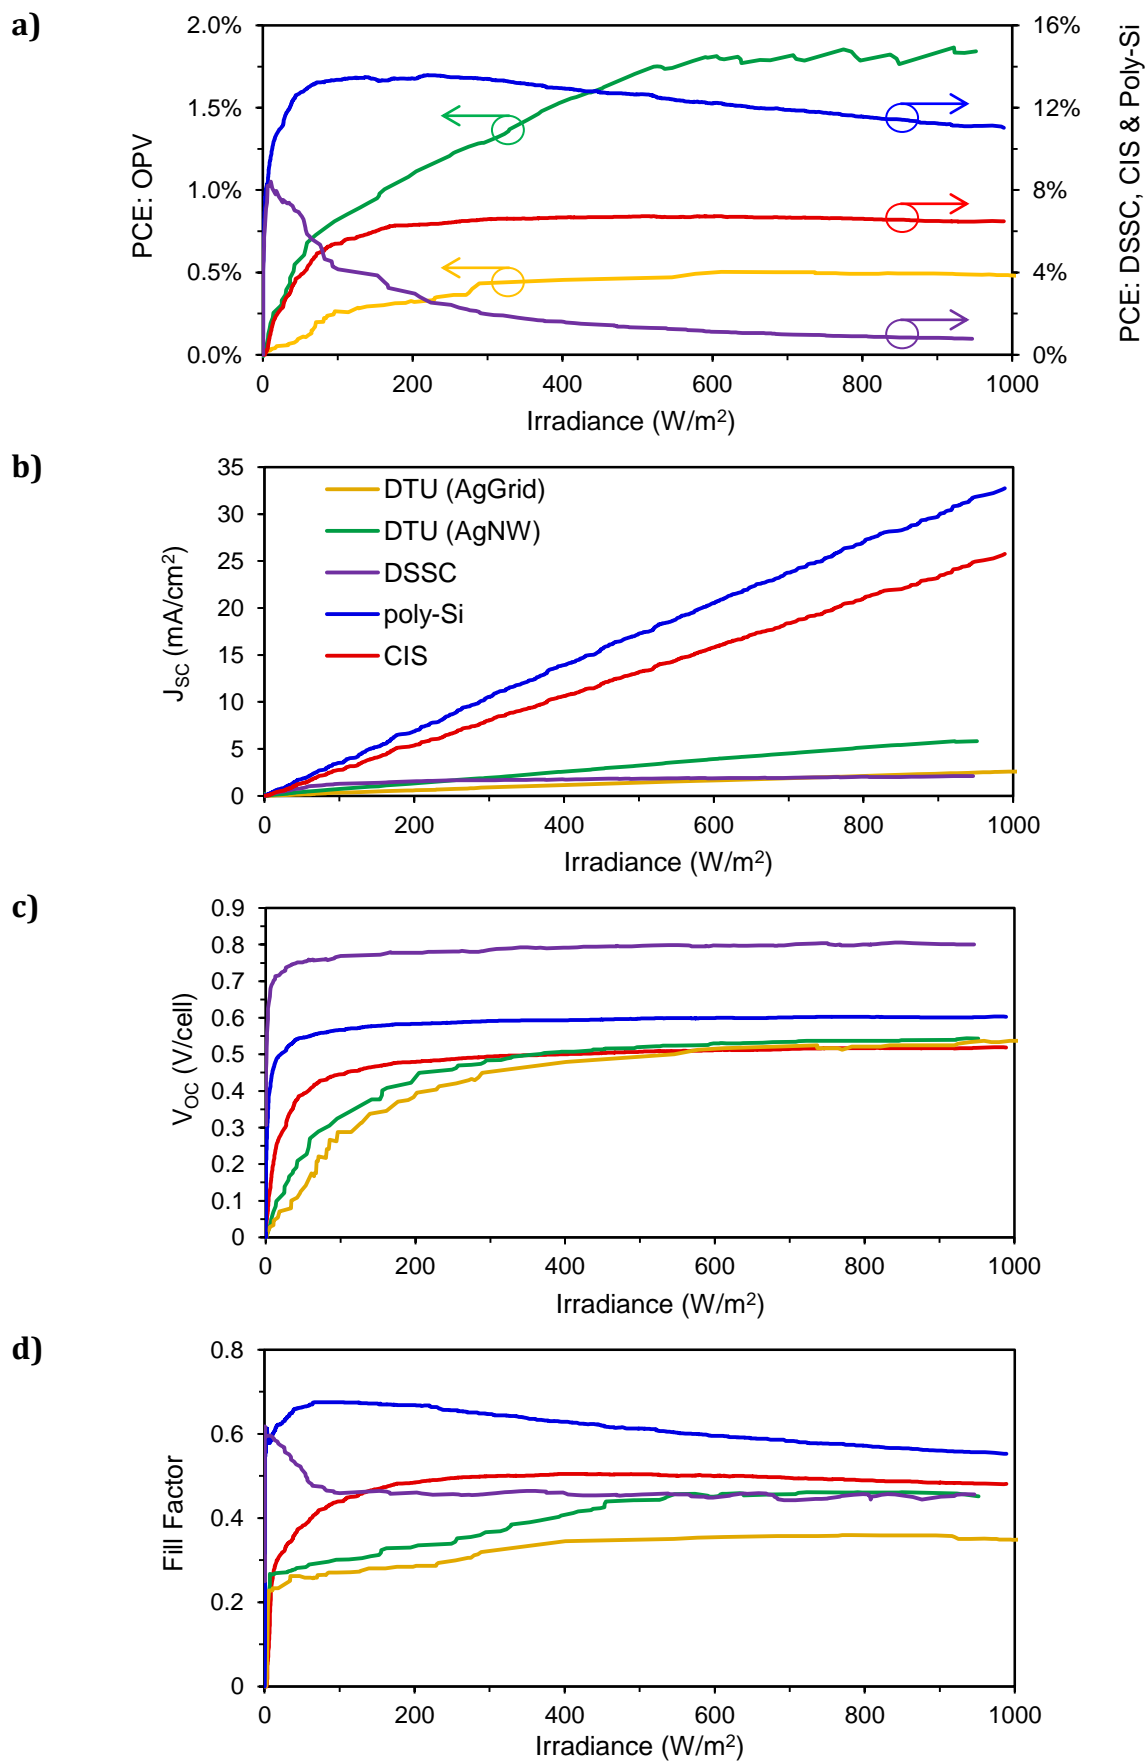 a)
2.0%
1.5%
1.0%
0.5%
0.0%
PCE: OPV
16%
12%
8%
4%
0%
PCE: DSSC, CIS & Poly-Si
0 200 400 600 800 1000
Irradiance (W/m²)
b)
35
30
25
20
15
10
5
0
J_SC (mA/cm²)
DTU (AgGrid)
DTU (AgNW)
DSSC
poly-Si
CIS
0 200 400 600 800 1000
Irradiance (W/m²)
c)
0.9
0.8
0.7
0.6
0.5
0.4
0.3
0.2
0.1
0
V_OC (V/cell)
0 200 400 600 800 1000
Irradiance (W/m²)
d)
0.8
0.6
0.4
0.2
0
Fill Factor
0 200 400 600 800 1000
Irradiance (W/m²)